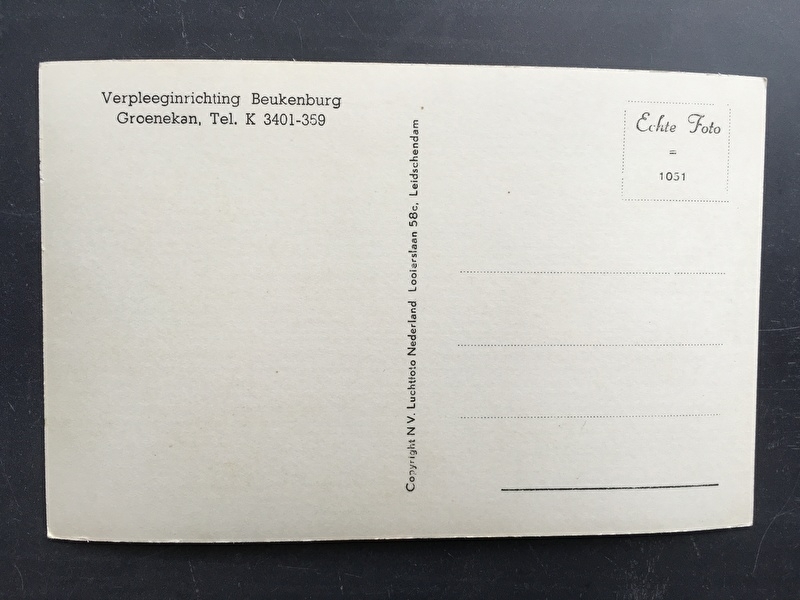 Verpleeginrichting Beukenburg
Groenekan, Tel. K 3401-359
Copyright N V. Luchtfoto Nederland Looierslaan 58c, Leidschendam
Echte Foto
=
1051